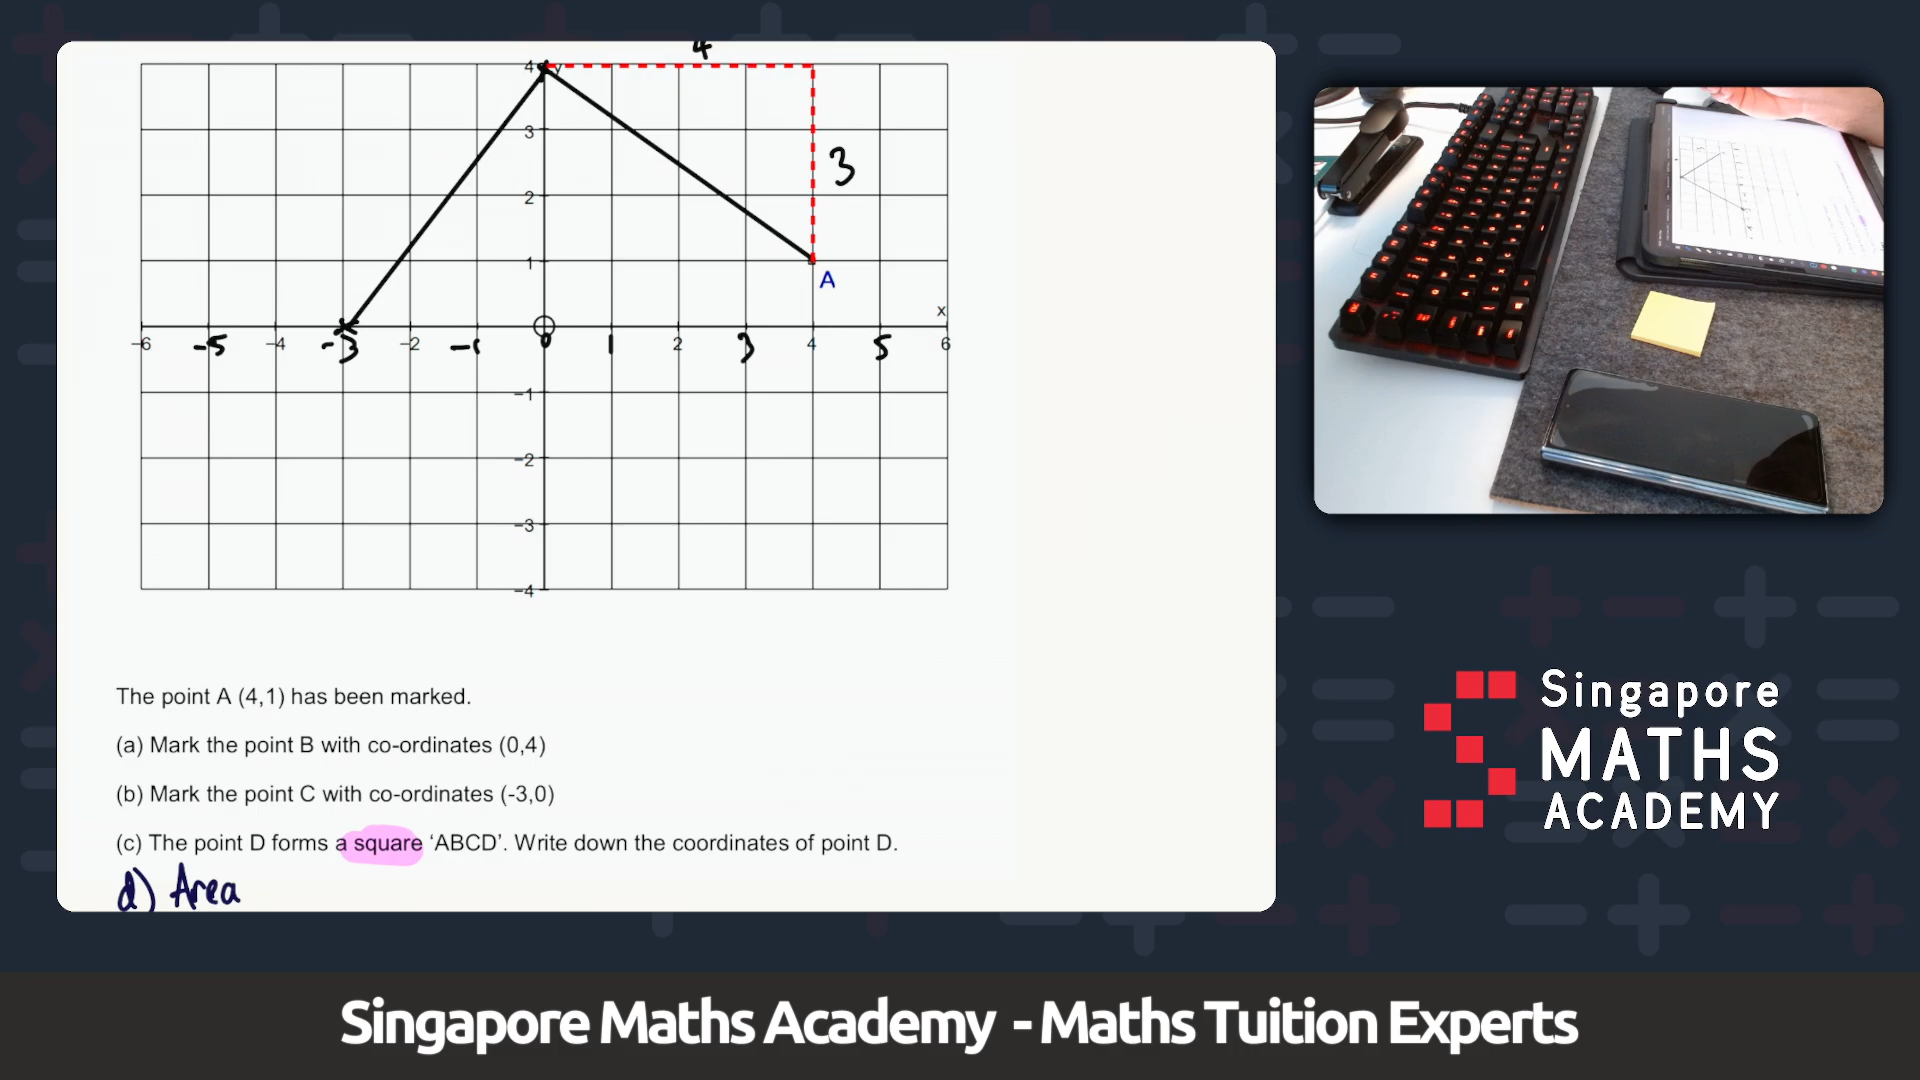 4
4 y
3
3
2
1
A
x
-6 -5 -4 -3 -2 -1 0 1 2 3 4 5 6
-1
-2
-3
-4
The point A (4,1) has been marked.
(a) Mark the point B with co-ordinates (0,4)
(b) Mark the point C with co-ordinates (-3,0)
(c) The point D forms a square ‘ABCD’. Write down the coordinates of point D.
d) Area
Singapore
MATHS
ACADEMY
Singapore Maths Academy - Maths Tuition Experts